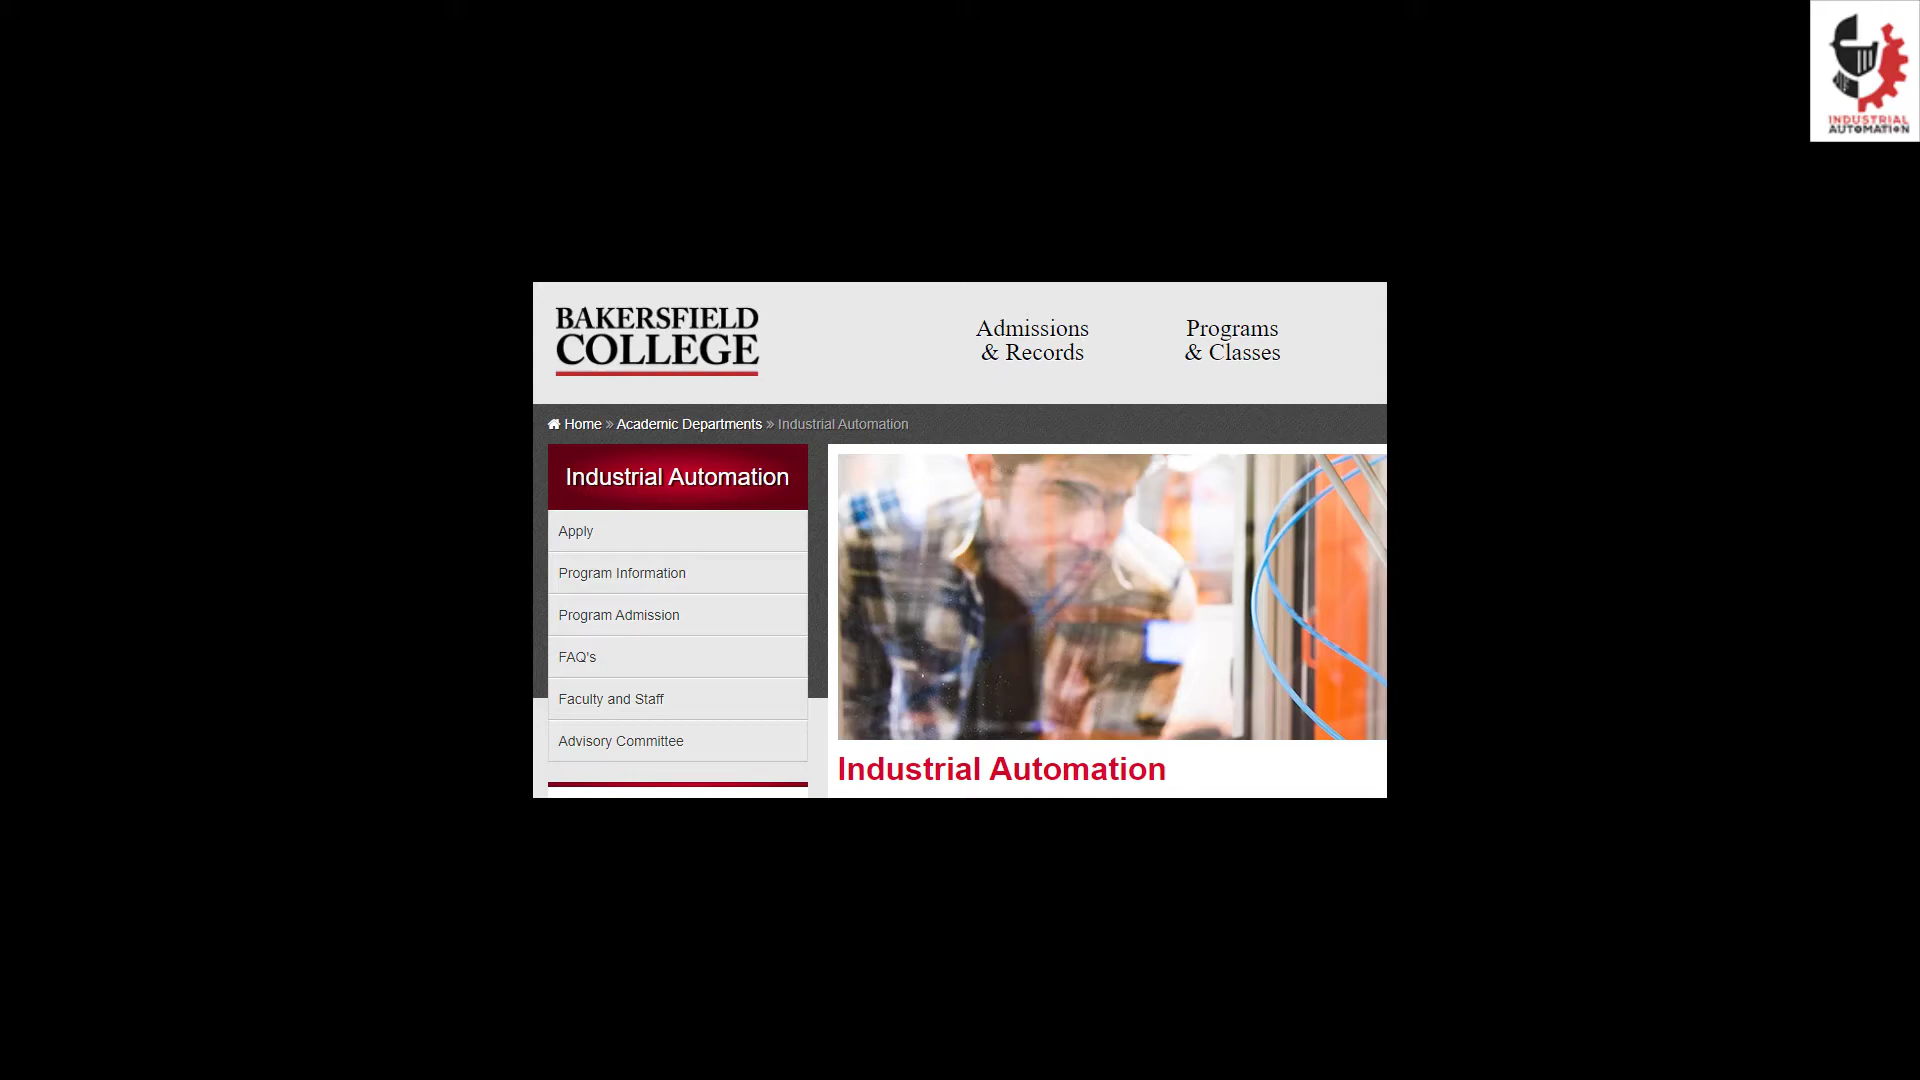 INDUSTRIAL
AUTOMATION
BAKERSFIELD
COLLEGE
Admissions
& Records
Programs
& Classes
Home » Academic Departments » Industrial Automation
Industrial Automation
Apply
Program Information
Program Admission
FAQ's
Faculty and Staff
Advisory Committee
Industrial Automation